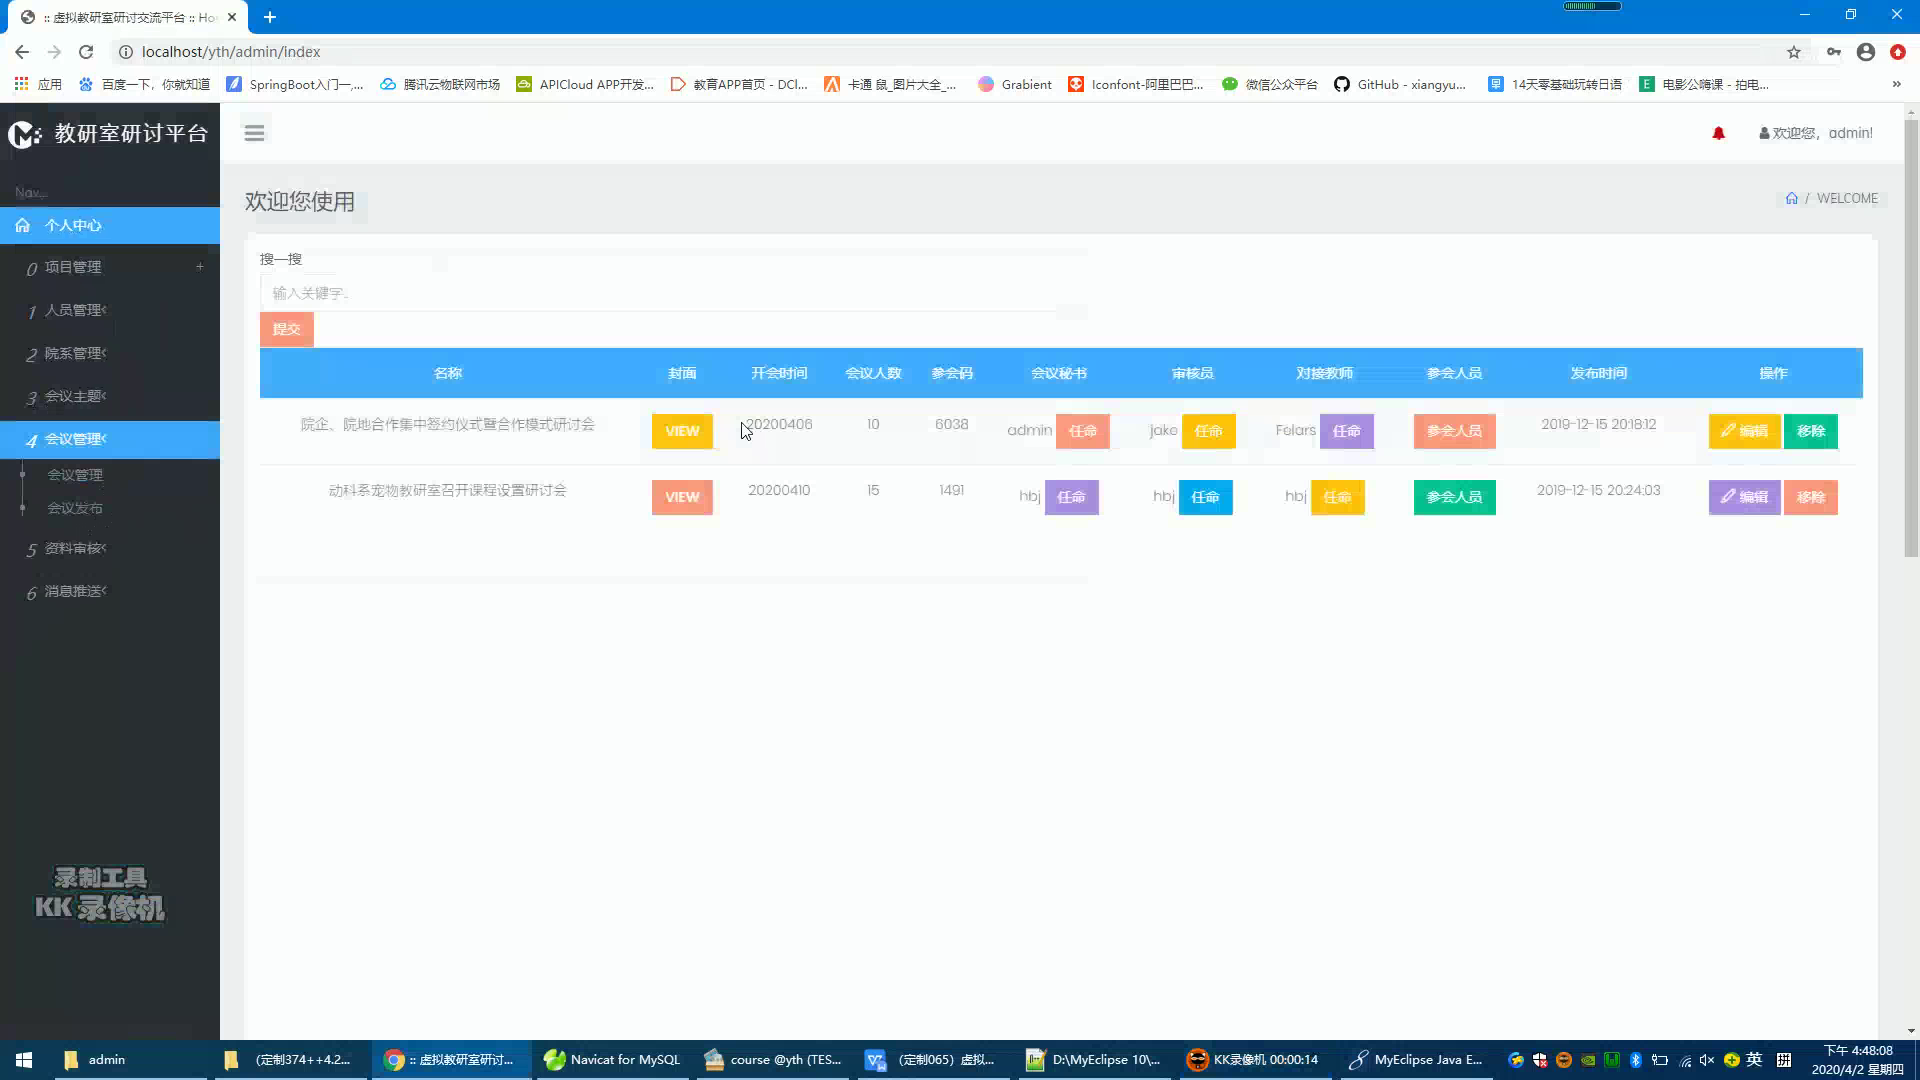 :: 虚拟教研室研讨交流平台 :: Ho
localhost/yth/admin/index
应用
百度一下，你就知道
SpringBoot入门一,...
腾讯云物联网市场
APICloud APP开发...
教育APP首页 - DCl...
卡通 鼠_图片大全_...
Grabient
Iconfont-阿里巴巴...
微信公众平台
GitHub - xiangyu...
14天零基础玩转日语
电影公嗨课 - 拍电...
教研室研讨平台
欢迎您，admin!
Nav...
个人中心
0 项目管理 +
1 人员管理
2 院系管理
3 会议主题
4 会议管理
会议管理
会议发布
5 资料审核
6 消息推送
录制工具
KK 录像机
欢迎您使用
/ WELCOME
搜一搜
输入关键字..
提交
名称 封面 开会时间 会议人数 参会码 会议秘书 审核员 对接教师 参会人员 发布时间 操作
院企、院地合作集中签约仪式暨合作模式研讨会 VIEW 20200406 10 6038 admin 任命 jake 任命 Felars 任命 参会人员 2019-12-15 20:18:12 编辑 移除
动科系宠物教研室召开课程设置研讨会 VIEW 20200410 15 1491 hbj 任命 hbj 任命 hbj 任命 参会人员 2019-12-15 20:24:03 编辑 移除
admin
(定制374++4.2...
:: 虚拟教研室研讨...
Navicat for MySQL
course @yth (TES...
(定制065) 虚拟...
D:\MyEclipse 10\...
KK录像机 00:00:14
MyEclipse Java E...
英
拼
下午 4:48:08
2020/4/2 星期四